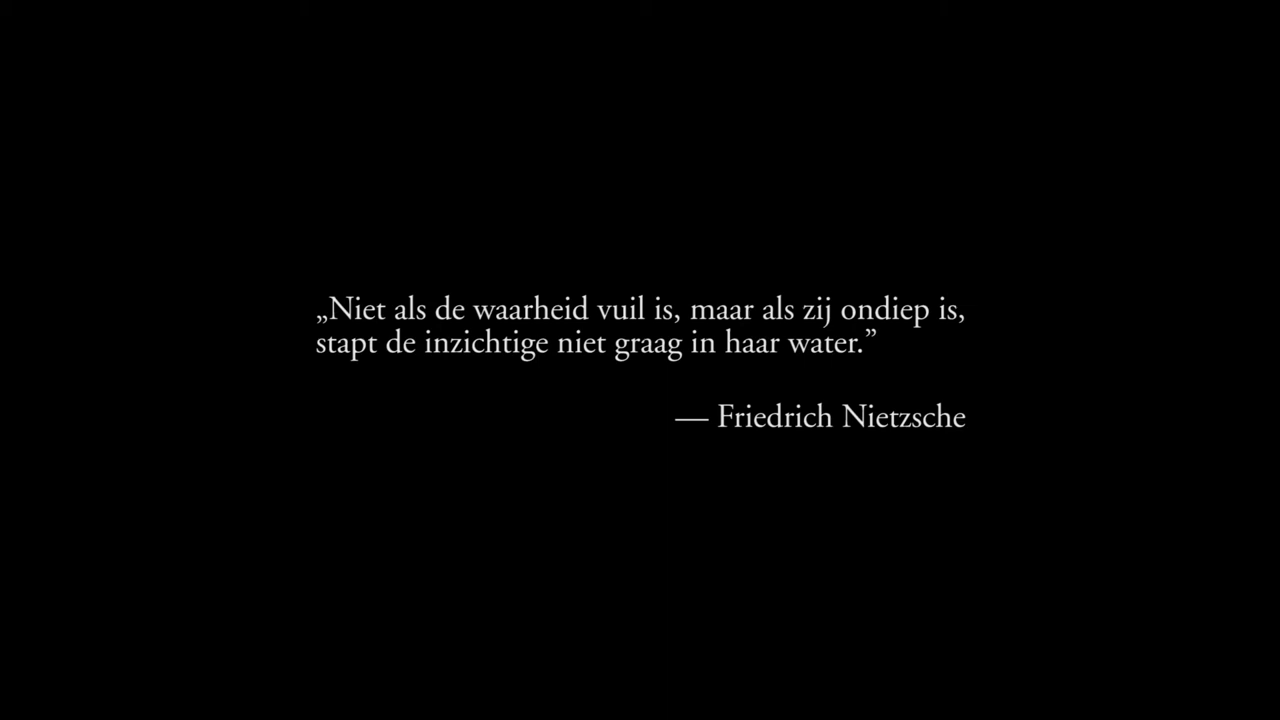 „Niet als de waarheid vuil is, maar als zij ondiep is,
stapt de inzichtige niet graag in haar water.”
— Friedrich Nietzsche